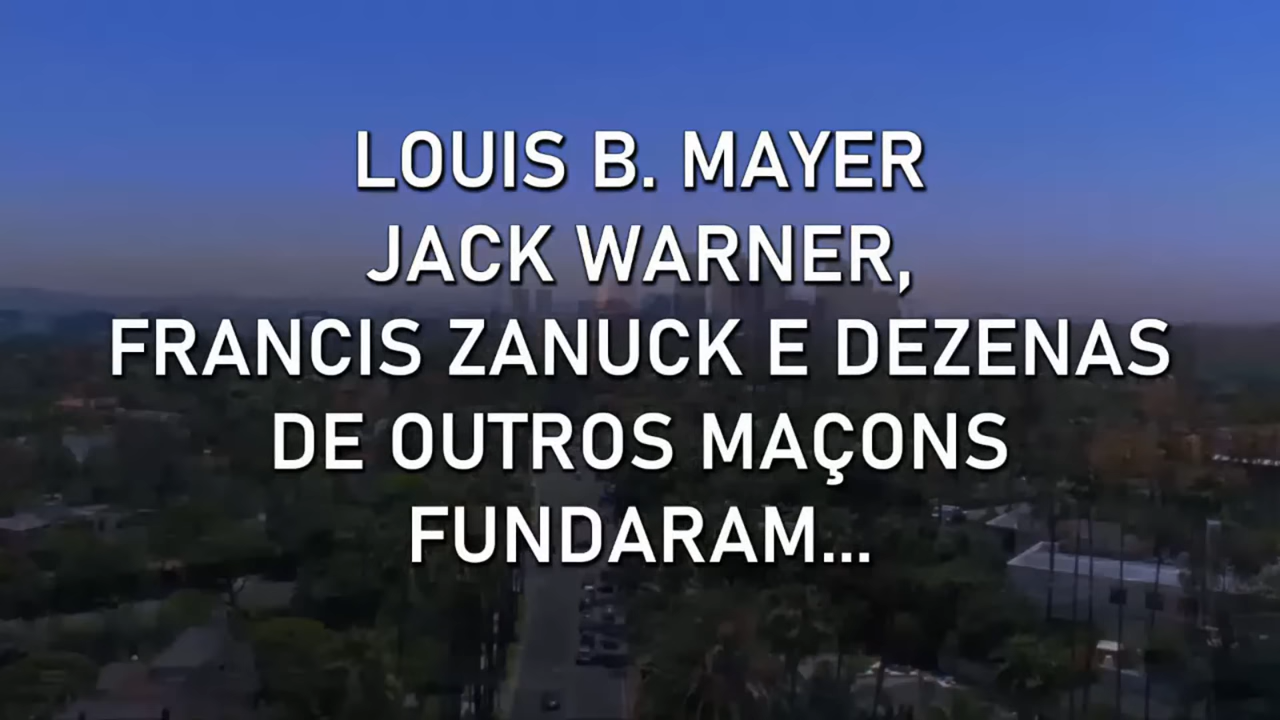 LOUIS B. MAYER
JACK WARNER,
FRANCIS ZANUCK E DEZENAS
DE OUTROS MAÇONS
FUNDARAM...